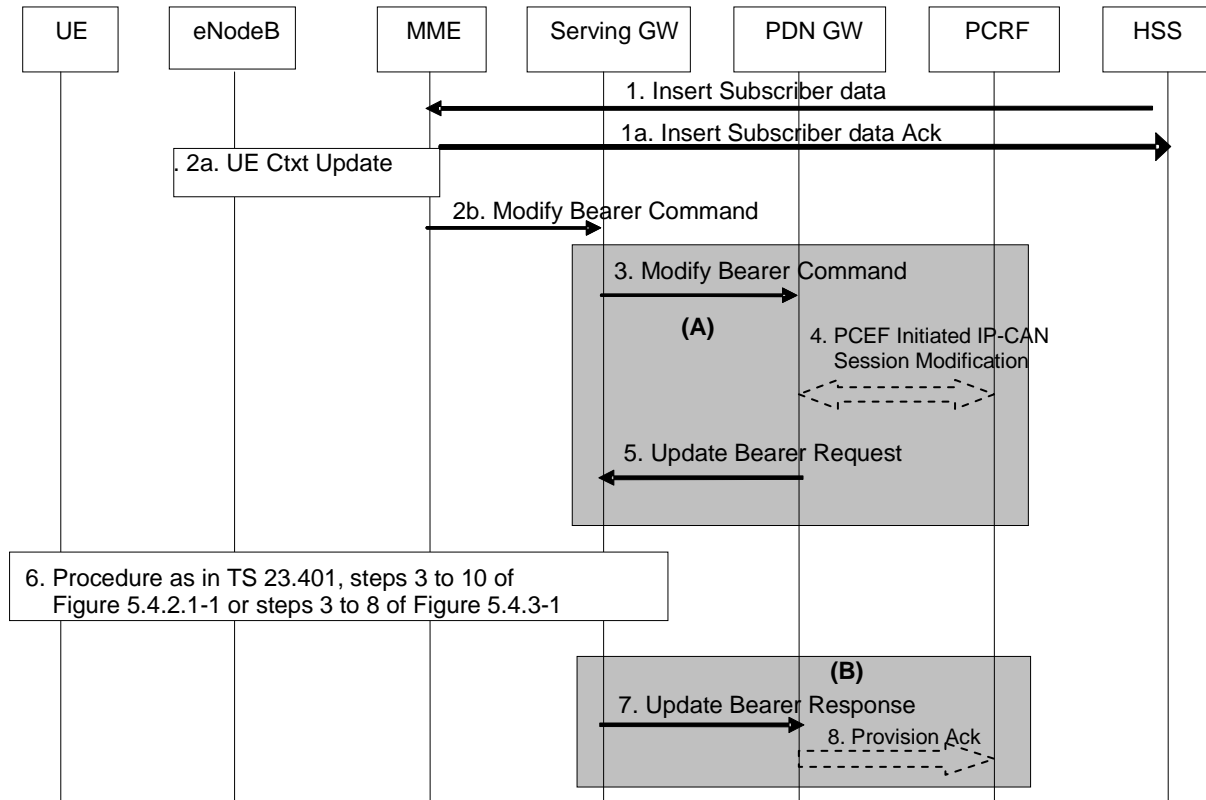 UE
eNodeB
MME
Serving GW
PDN GW
PCRF
HSS
1. Insert Subscriber data
1a. Insert Subscriber data Ack
. 2a. UE Ctxt Update
2b. Modify Bearer Command
3. Modify Bearer Command
(A)
4. PCEF Initiated IP-CAN
Session Modification
5. Update Bearer Request
6. Procedure as in TS 23.401, steps 3 to 10 of
Figure 5.4.2.1-1 or steps 3 to 8 of Figure 5.4.3-1
(B)
7. Update Bearer Response
8. Provision Ack